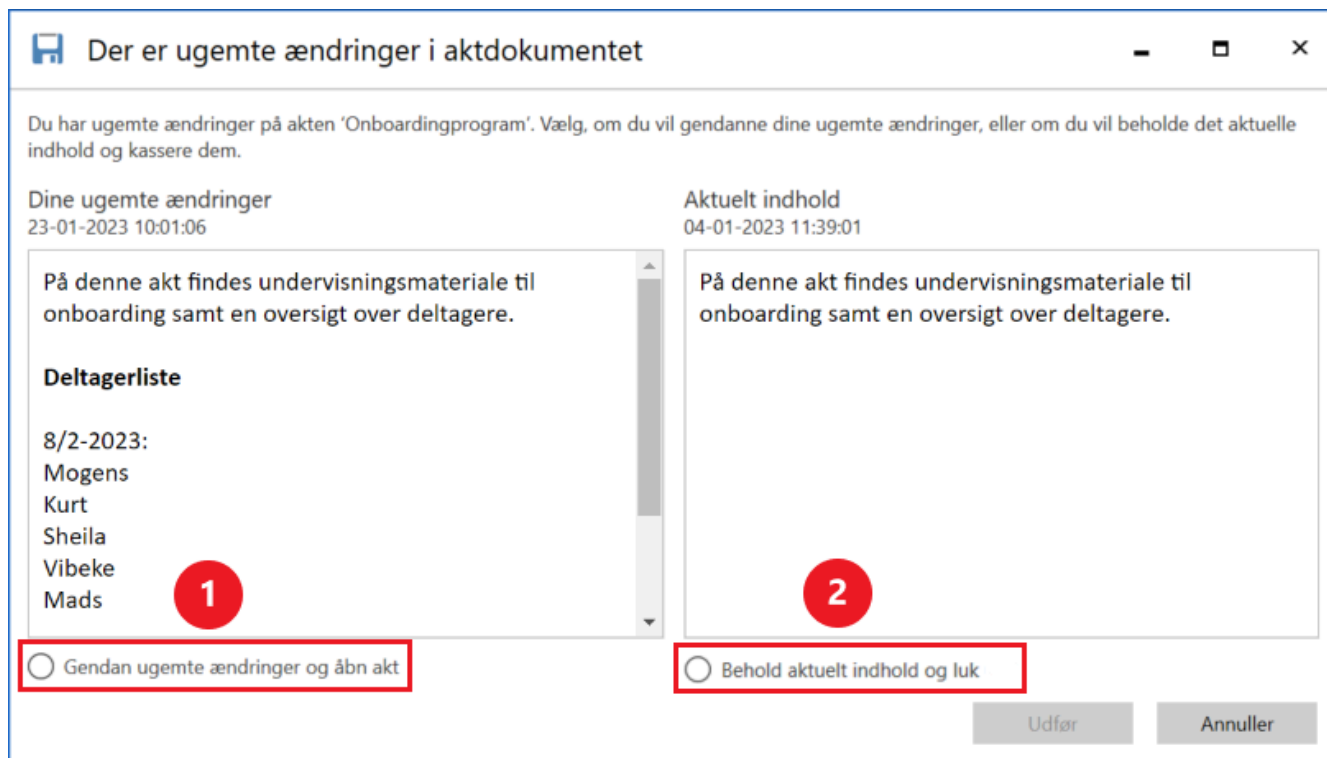 Der er ugemte ændringer i aktdokumentet
Du har ugemte ændringer på akten ‘Onboardingprogram’. Vælg, om du vil gendanne dine ugemte ændringer, eller om du vil beholde det aktuelle
indhold og kassere dem.
Dine ugemte ændringer
23-01-2023 10:01:06
På denne akt findes undervisningsmateriale til
onboarding samt en oversigt over deltagere.
Deltagerliste
8/2-2023:
Mogens
Kurt
Sheila
Vibeke
Mads
1
Gendan ugemte ændringer og åbn akt
Aktuelt indhold
04-01-2023 11:39:01
På denne akt findes undervisningsmateriale til
onboarding samt en oversigt over deltagere.
2
Behold aktuelt indhold og luk
Udfør
Annuller